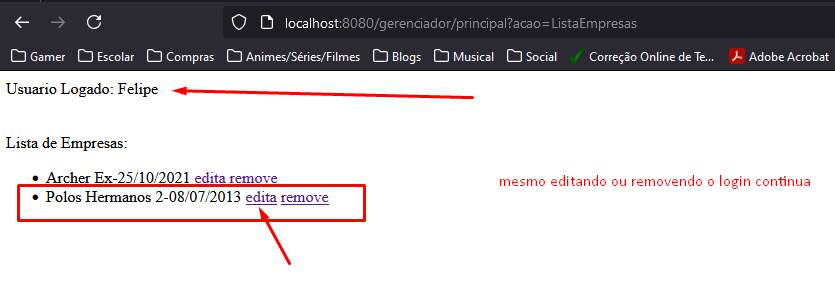 localhost:8080/gerenciador/principal?acao=ListaEmpresas
Gamer Escolar Compras Animes/Séries/Filmes Blogs Musical Social Correção Online de Te... Adobe Acrobat
Usuario Logado: Felipe
Lista de Empresas:
Archer Ex-25/10/2021 edita remove
mesmo editando ou removendo o login continua
Polos Hermanos 2-08/07/2013 edita remove